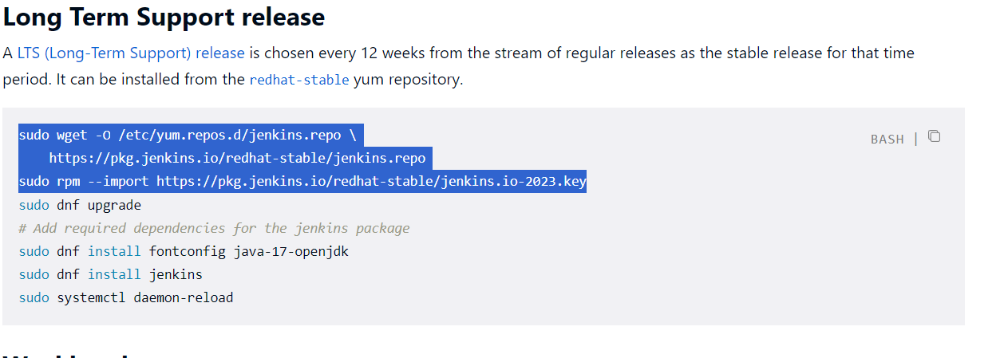 Long Term Support release
A LTS (Long-Term Support) release is chosen every 12 weeks from the stream of regular releases as the stable release for that time
period. It can be installed from the redhat-stable yum repository.
BASH |
sudo wget -O /etc/yum.repos.d/jenkins.repo \
    https://pkg.jenkins.io/redhat-stable/jenkins.repo
sudo rpm --import https://pkg.jenkins.io/redhat-stable/jenkins.io-2023.key
sudo dnf upgrade
# Add required dependencies for the jenkins package
sudo dnf install fontconfig java-17-openjdk
sudo dnf install jenkins
sudo systemctl daemon-reload